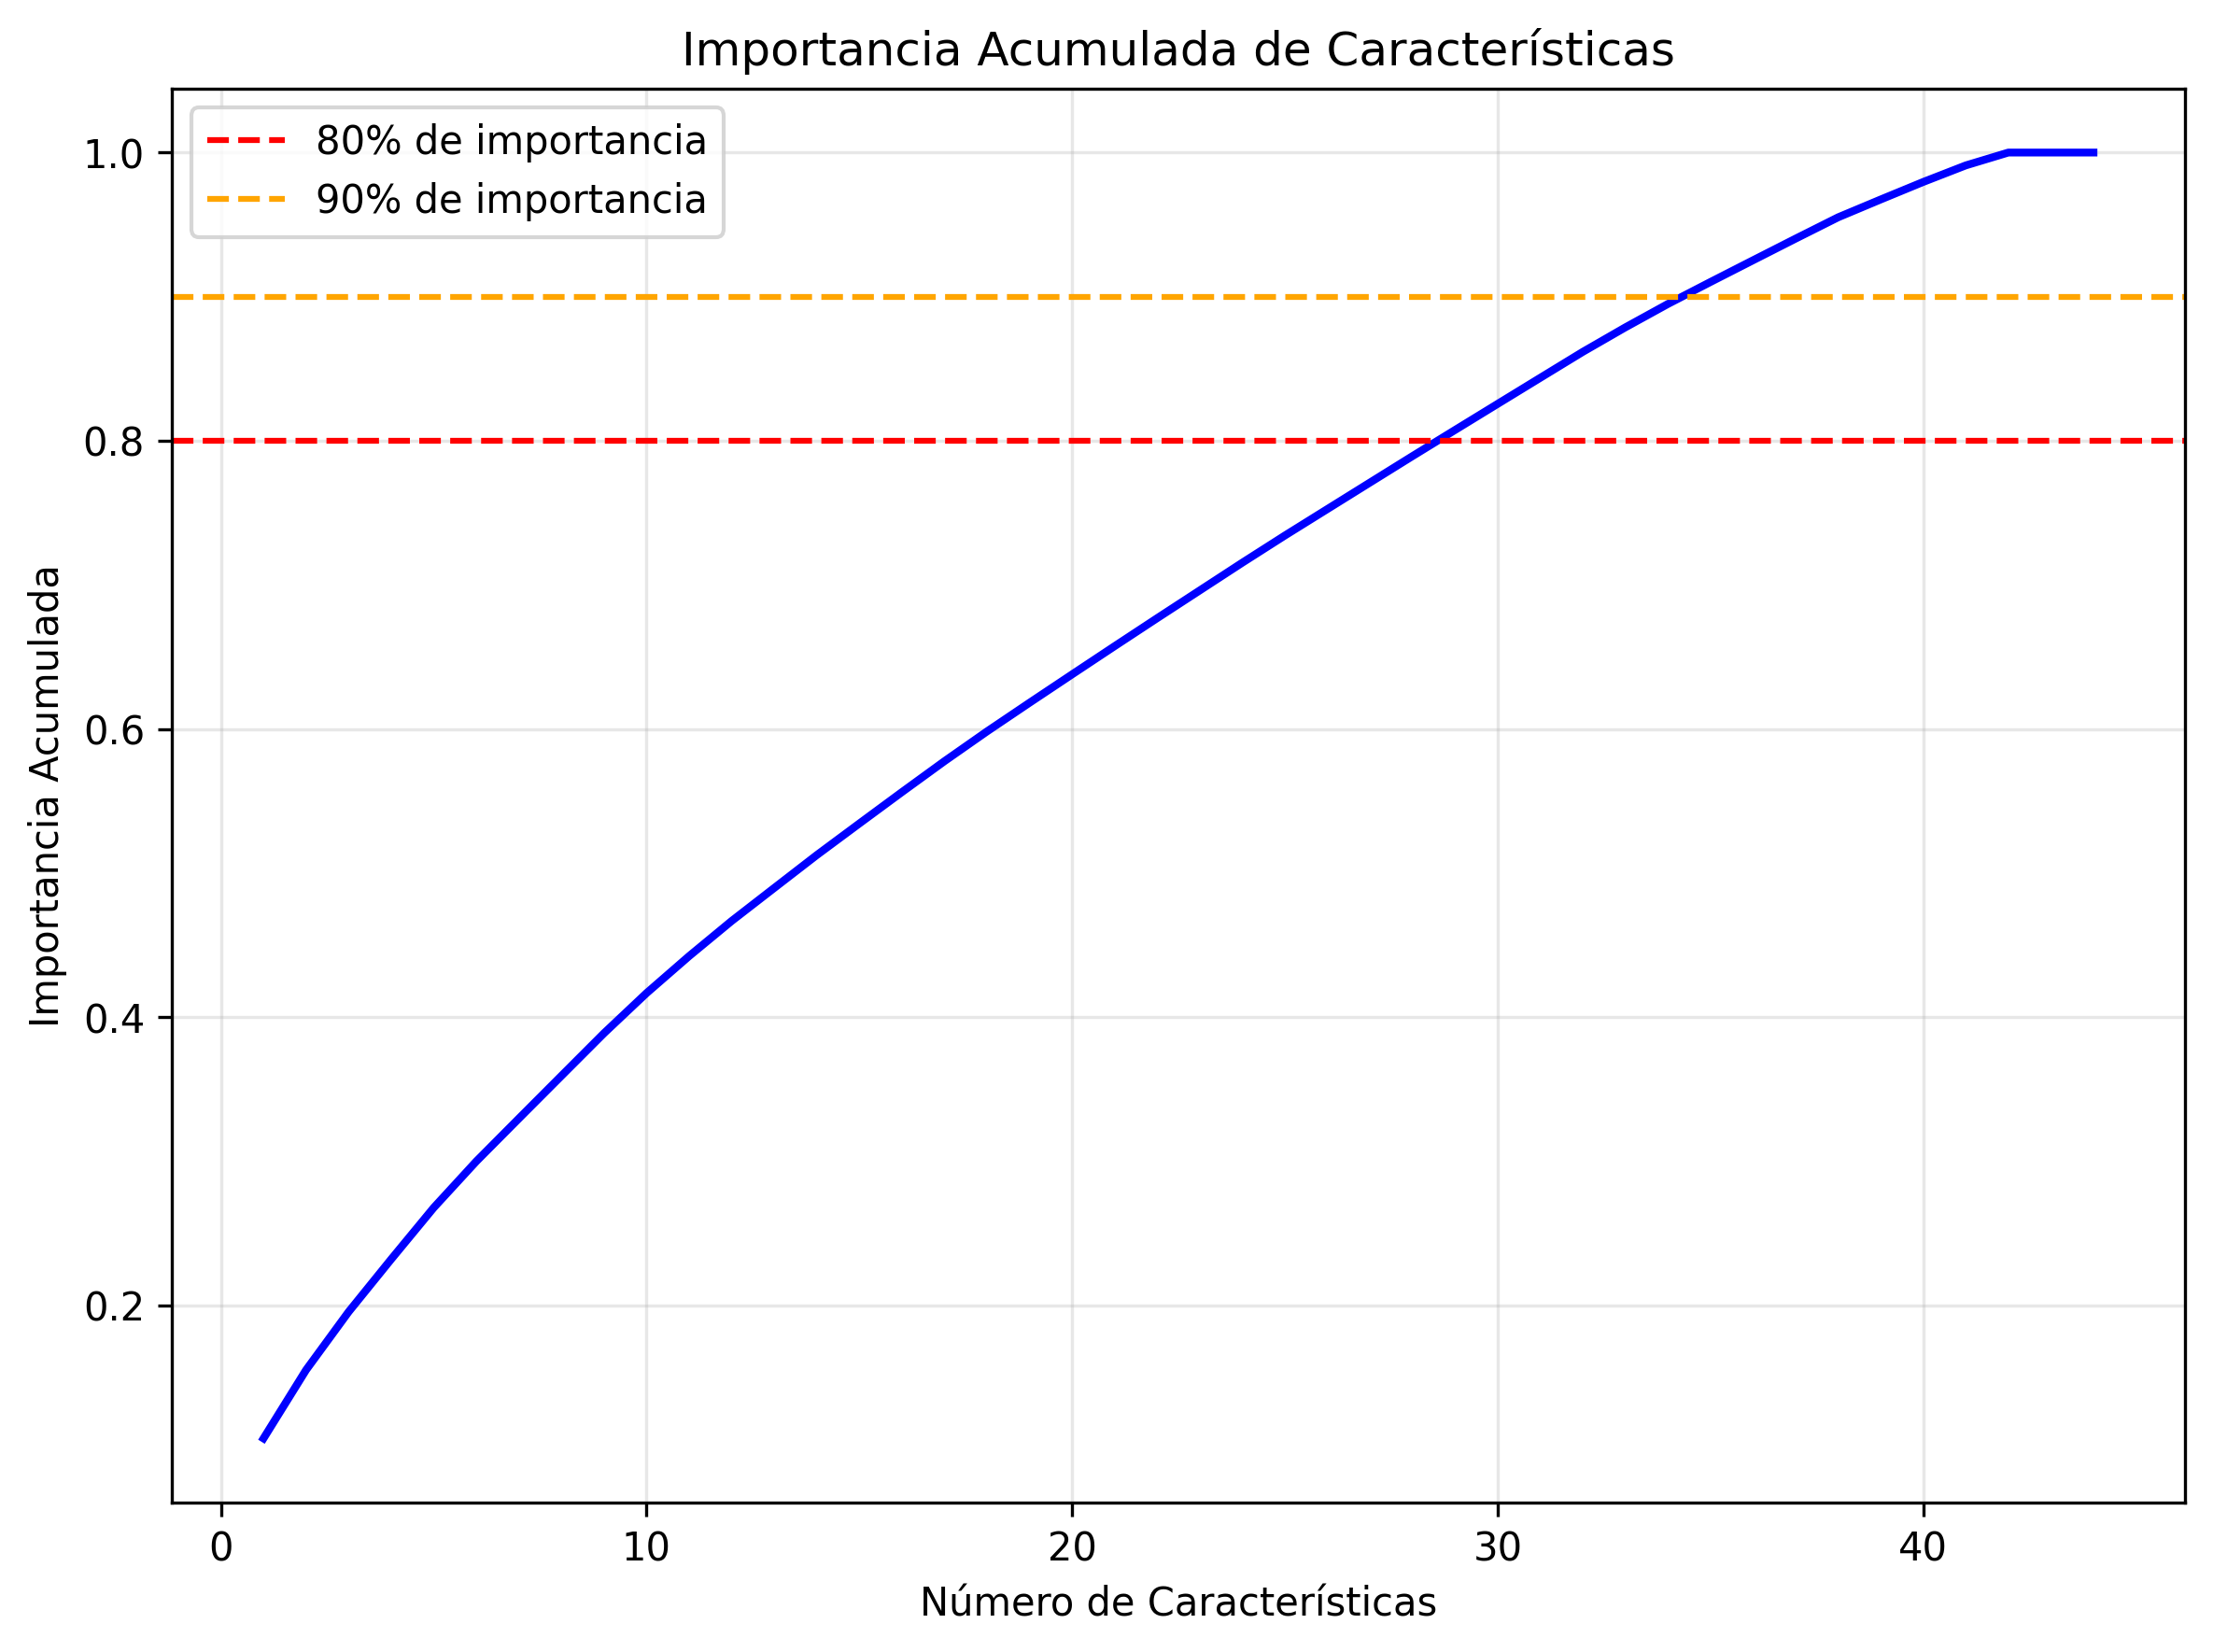 Importancia Acumulada de Características
80% de importancia
90% de importancia
1.0
0.8
0.6
0.4
0.2
Importancia Acumulada
0 10 20 30 40
Número de Características